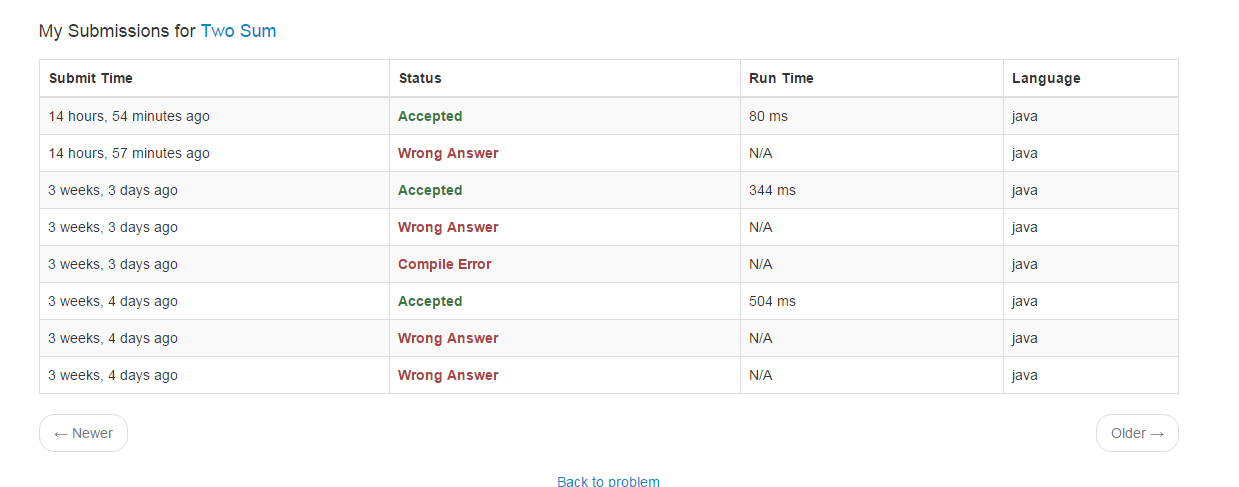 My Submissions for Two Sum
Submit Time Status Run Time Language
14 hours, 54 minutes ago Accepted 80 ms java
14 hours, 57 minutes ago Wrong Answer N/A java
3 weeks, 3 days ago Accepted 344 ms java
3 weeks, 3 days ago Wrong Answer N/A java
3 weeks, 3 days ago Compile Error N/A java
3 weeks, 4 days ago Accepted 504 ms java
3 weeks, 4 days ago Wrong Answer N/A java
3 weeks, 4 days ago Wrong Answer N/A java
← Newer Older →
Back to problem